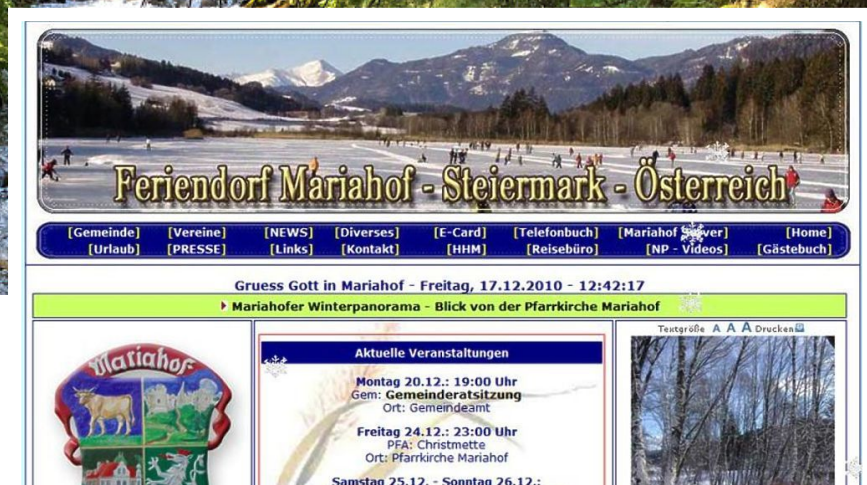 Feriendorf Mariahof - Steiermark - Österreich
[Gemeinde] [Vereine] [NEWS] [Diverses] [E-Card] [Telefonbuch] [Mariahof Server] [Home]
[Urlaub] [PRESSE] [Links] [Kontakt] [HHM] [Reisebüro] [NP - Videos] [Gästebuch]
Gruess Gott in Mariahof - Freitag, 17.12.2010 - 12:42:17
Mariahofer Winterpanorama - Blick von der Pfarrkirche Mariahof
Mariahof
Aktuelle Veranstaltungen
Montag 20.12.: 19:00 Uhr
Gem: Gemeinderatsitzung
Ort: Gemeindeamt
Freitag 24.12.: 23:00 Uhr
PFA: Christmette
Ort: Pfarrkirche Mariahof
Samstag 25.12. - Sonntag 26.12.:
Textgröße A A A Drucken